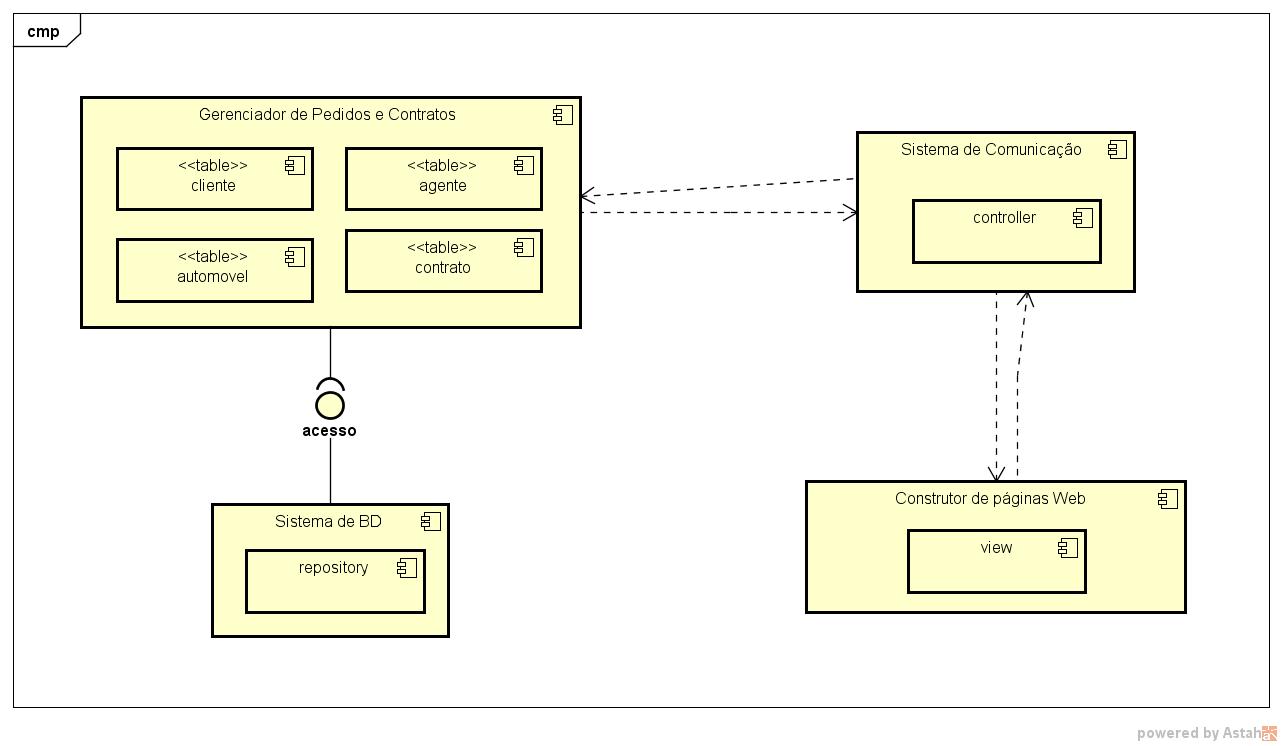 cmp
Gerenciador de Pedidos e Contratos
<<table>>
cliente
<<table>>
agente
<<table>>
automovel
<<table>>
contrato
Sistema de Comunicação
controller
acesso
Sistema de BD
repository
Construtor de páginas Web
view
powered by Astah